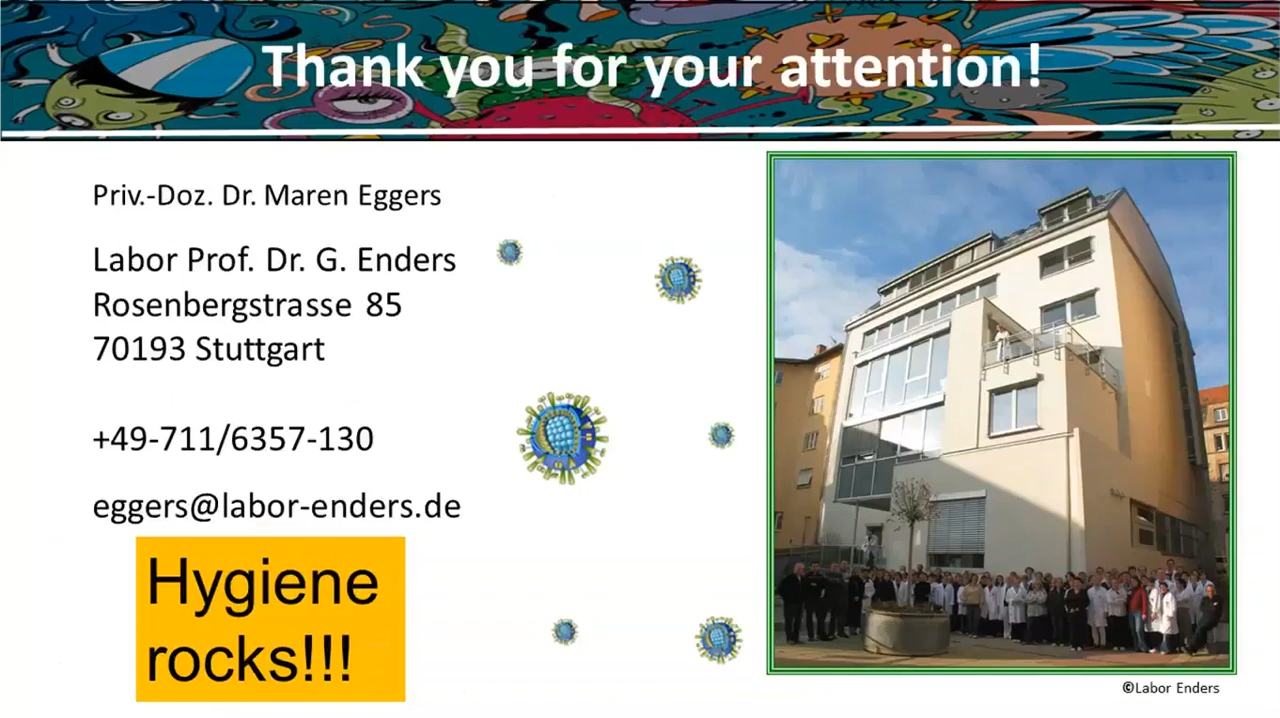 Thank you for your attention!
Priv.-Doz. Dr. Maren Eggers
Labor Prof. Dr. G. Enders
Rosenbergstrasse 85
70193 Stuttgart
+49-711/6357-130
eggers@labor-enders.de
Hygiene
rocks!!!
©Labor Enders